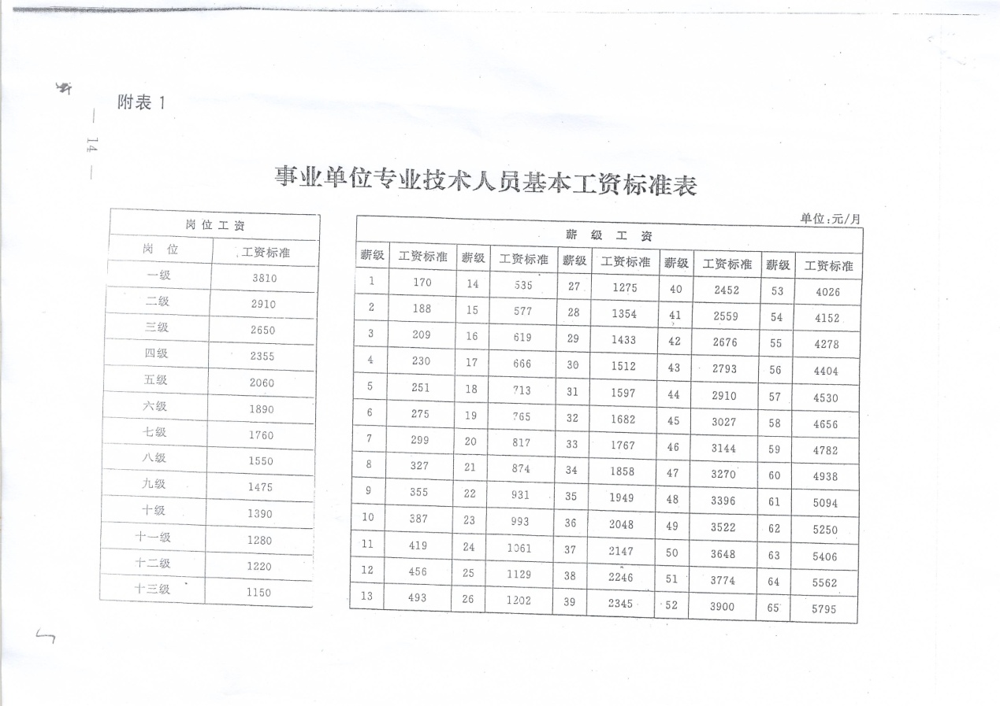 附表 1
— 14 —
事业单位专业技术人员基本工资标准表
单位:元/月
岗位工资
岗 位 工资标准
一级 3810
二级 2910
三级 2650
四级 2355
五级 2060
六级 1890
七级 1760
八级 1550
九级 1475
十级 1390
十一级 1280
十二级 1220
十三级 1150
薪 级 工 资
薪级 工资标准 薪级 工资标准 薪级 工资标准 薪级 工资标准 薪级 工资标准
1 170 14 535 27 1275 40 2452 53 4026
2 188 15 577 28 1354 41 2559 54 4152
3 209 16 619 29 1433 42 2676 55 4278
4 230 17 666 30 1512 43 2793 56 4404
5 251 18 713 31 1597 44 2910 57 4530
6 275 19 765 32 1682 45 3027 58 4656
7 299 20 817 33 1767 46 3144 59 4782
8 327 21 874 34 1858 47 3270 60 4938
9 355 22 931 35 1949 48 3396 61 5094
10 387 23 993 36 2048 49 3522 62 5250
11 419 24 1061 37 2147 50 3648 63 5406
12 456 25 1129 38 2246 51 3774 64 5562
13 493 26 1202 39 2345 52 3900 65 5795